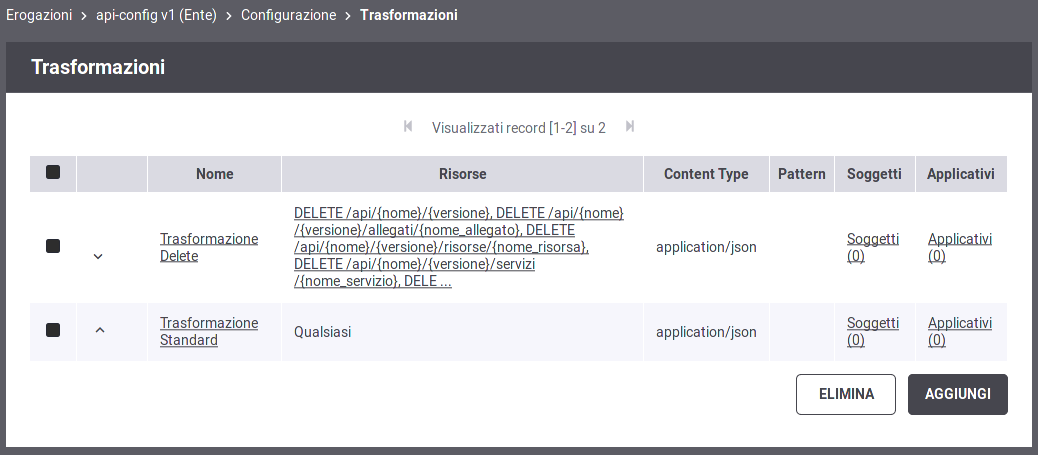 Erogazioni > api-config v1 (Ente) > Configurazione > Trasformazioni
Trasformazioni
Visualizzati record [1-2] su 2
Nome Risorse Content Type Pattern Soggetti Applicativi
Trasformazione
Delete
DELETE /api/{nome}/{versione}, DELETE /api/{nome}
/{versione}/allegati/{nome_allegato}, DELETE
/api/{nome}/{versione}/risorse/{nome_risorsa},
DELETE /api/{nome}/{versione}/servizi
/{nome_servizio}, DELE ...
application/json
Soggetti
(0)
Applicativi
(0)
Trasformazione
Standard
Qualsiasi
application/json
Soggetti
(0)
Applicativi
(0)
ELIMINA AGGIUNGI